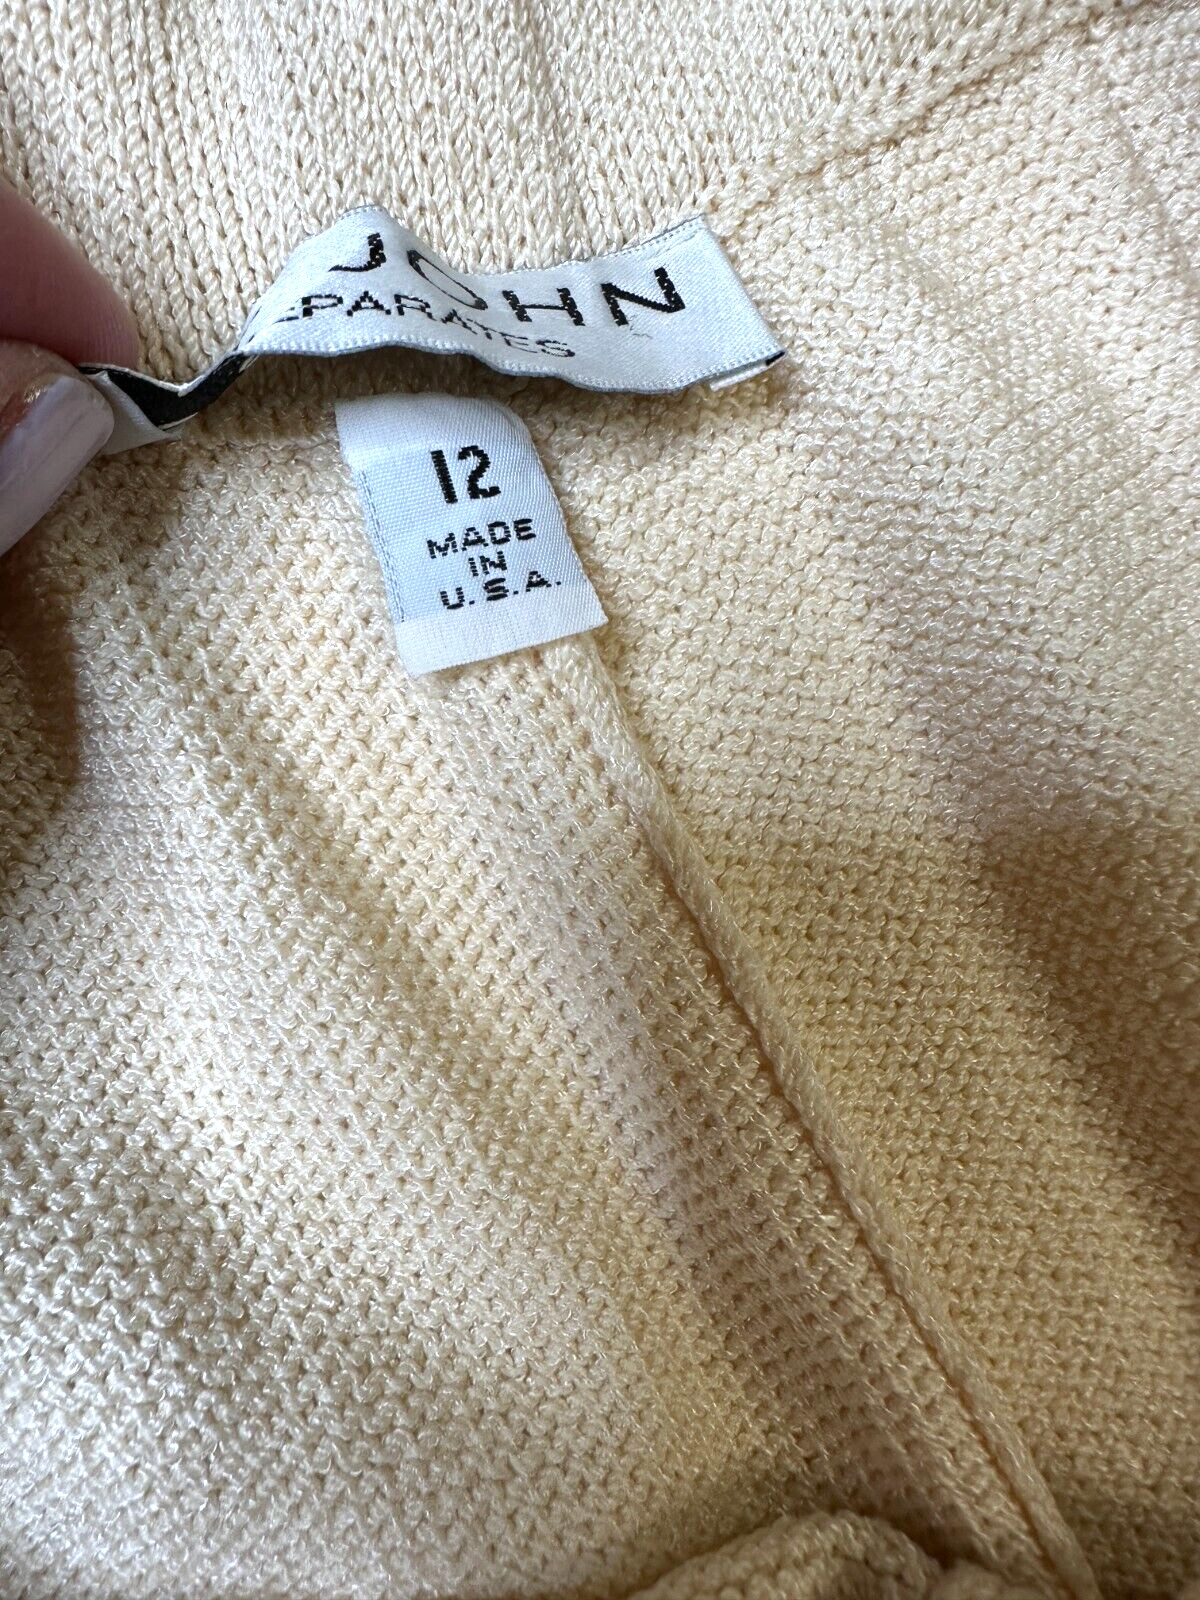 JOHN
EPARATES
12
MADE
IN
U.S.A.